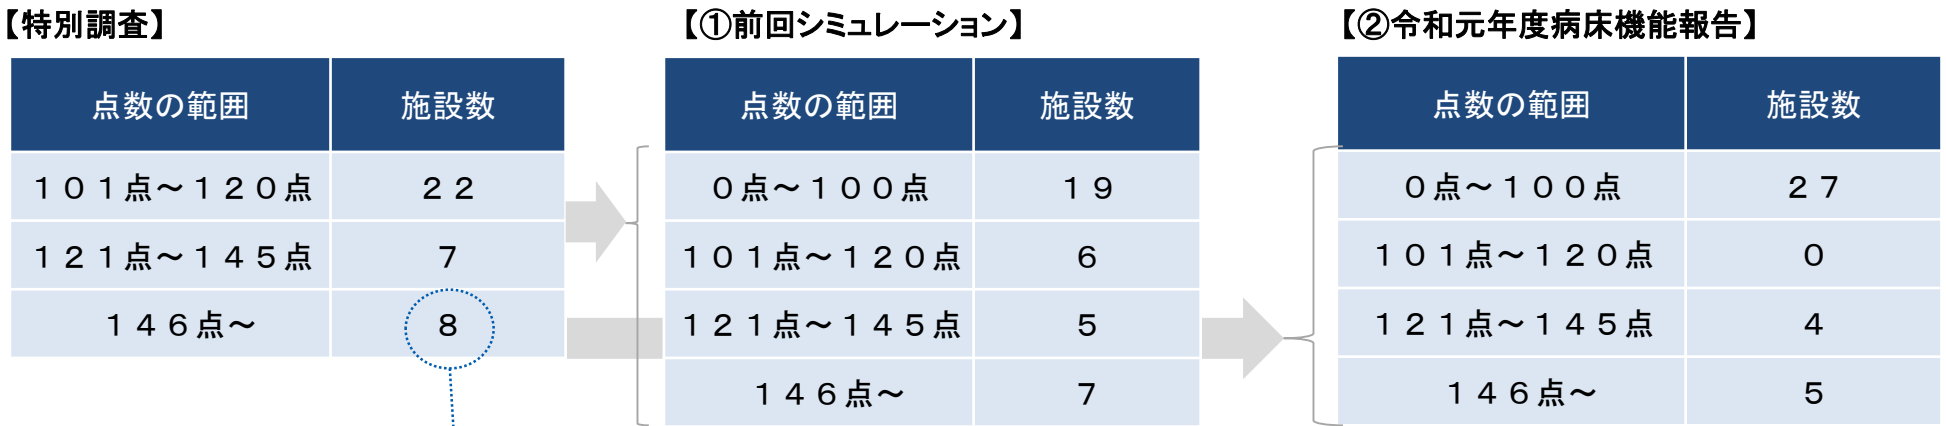 【特別調査】
点数の範囲 施設数
１０１点～１２０点 ２２
１２１点～１４５点 ７
１４６点～ ８
【①前回シミュレーション】
点数の範囲 施設数
０点～１００点 １９
１０１点～１２０点 ６
１２１点～１４５点 ５
１４６点～ ７
【②令和元年度病床機能報告】
点数の範囲 施設数
０点～１００点 ２７
１０１点～１２０点 ０
１２１点～１４５点 ４
１４６点～ ５